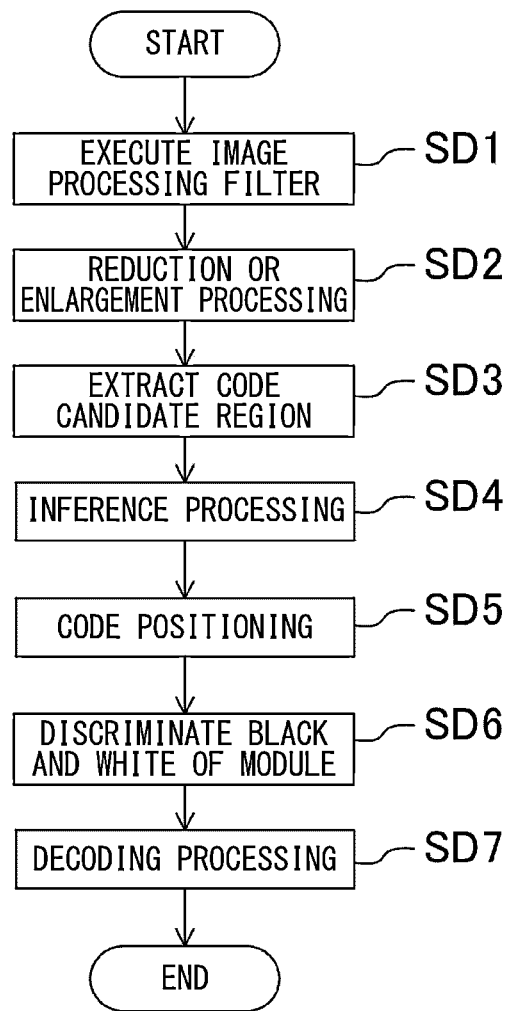 START
EXECUTE IMAGE
PROCESSING FILTER
SD1
REDUCTION OR
ENLARGEMENT PROCESSING
SD2
EXTRACT CODE
CANDIDATE REGION
SD3
INFERENCE PROCESSING
SD4
CODE POSITIONING
SD5
DISCRIMINATE BLACK
AND WHITE OF MODULE
SD6
DECODING PROCESSING
SD7
END